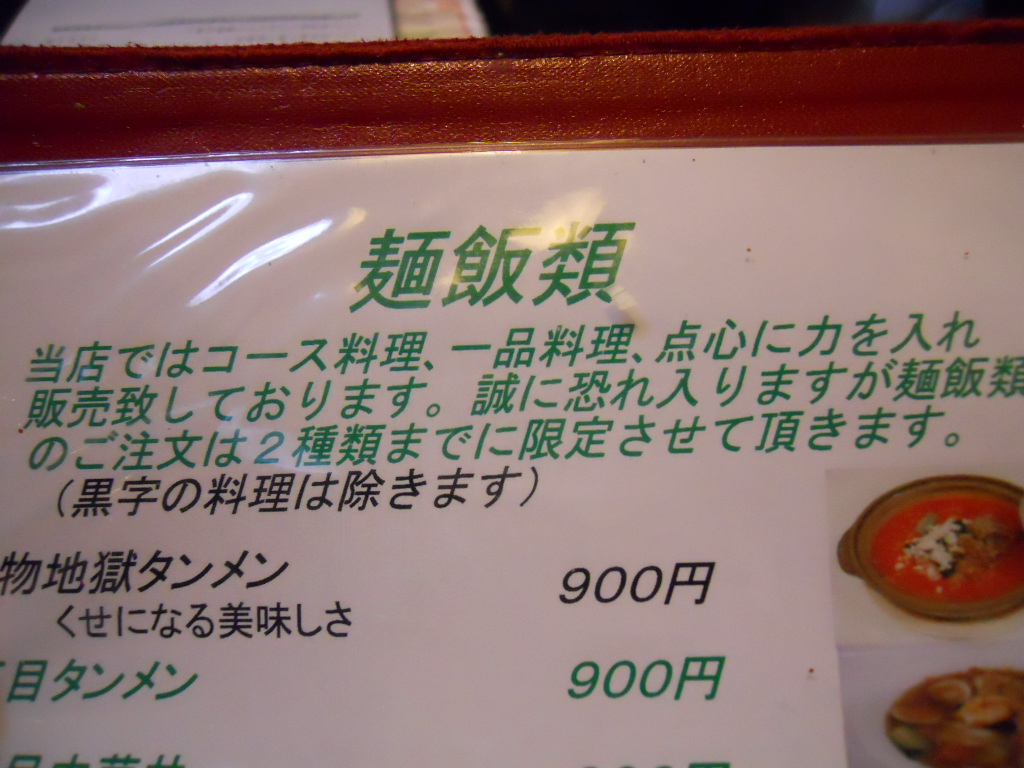 麺飯類
当店ではコース料理、一品料理、点心に力を入れ
販売致しております。誠に恐れ入りますが麺飯類
のご注文は２種類までに限定させて頂きます。
（黒字の料理は除きます）
物地獄タンメン 900円
くせになる美味しさ
目タンメン 900円